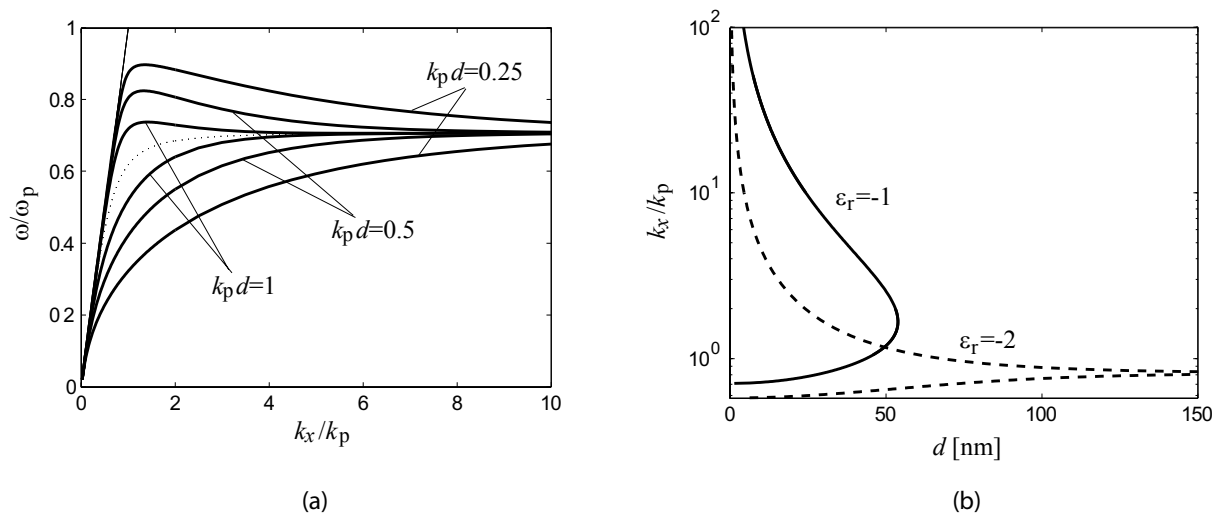 1
0.8
0.6
0.4
0.2
0
0 2 4 6 8 10
ω/ωp
kx/kp
kpd=0.25
kpd=0.5
kpd=1
(a)
10²
10¹
10⁰
0 50 100 150
kx/kp
d [nm]
εr=-1
εr=-2
(b)